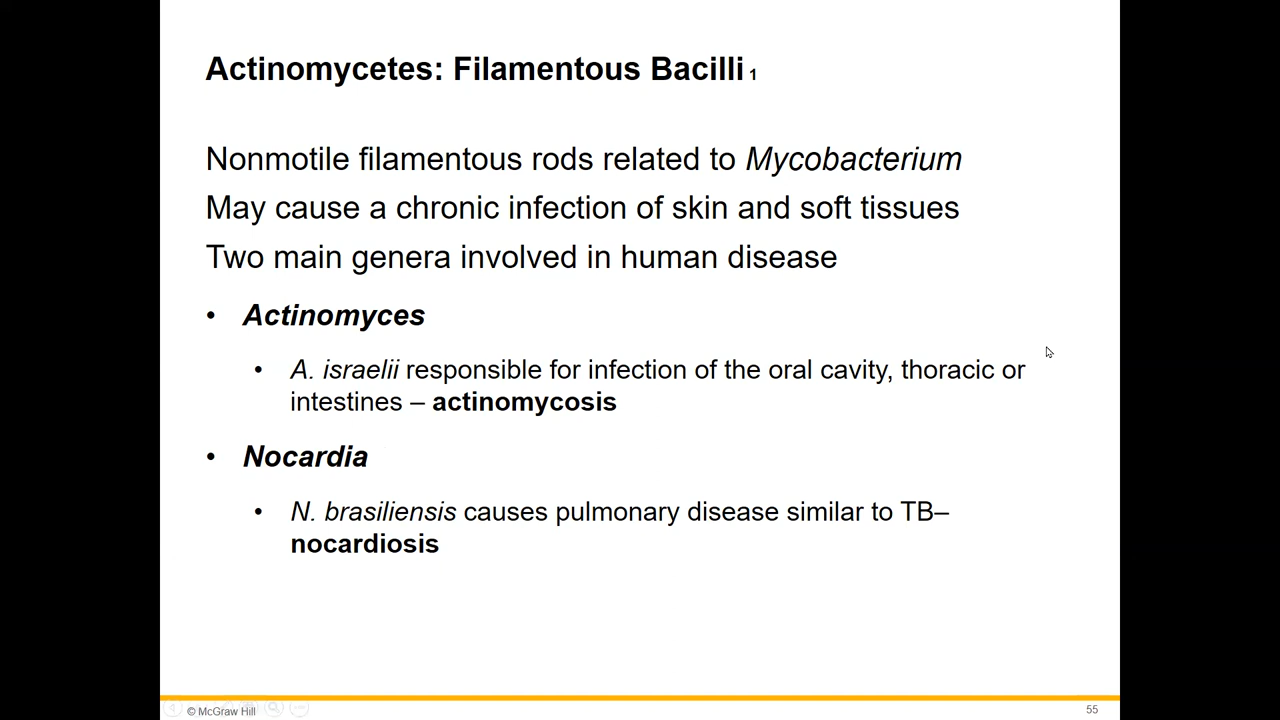 Actinomycetes: Filamentous Bacilli 1
Nonmotile filamentous rods related to Mycobacterium
May cause a chronic infection of skin and soft tissues
Two main genera involved in human disease
• Actinomyces
• A. israelii responsible for infection of the oral cavity, thoracic or
intestines – actinomycosis
• Nocardia
• N. brasiliensis causes pulmonary disease similar to TB–
nocardiosis
© McGraw Hill
55